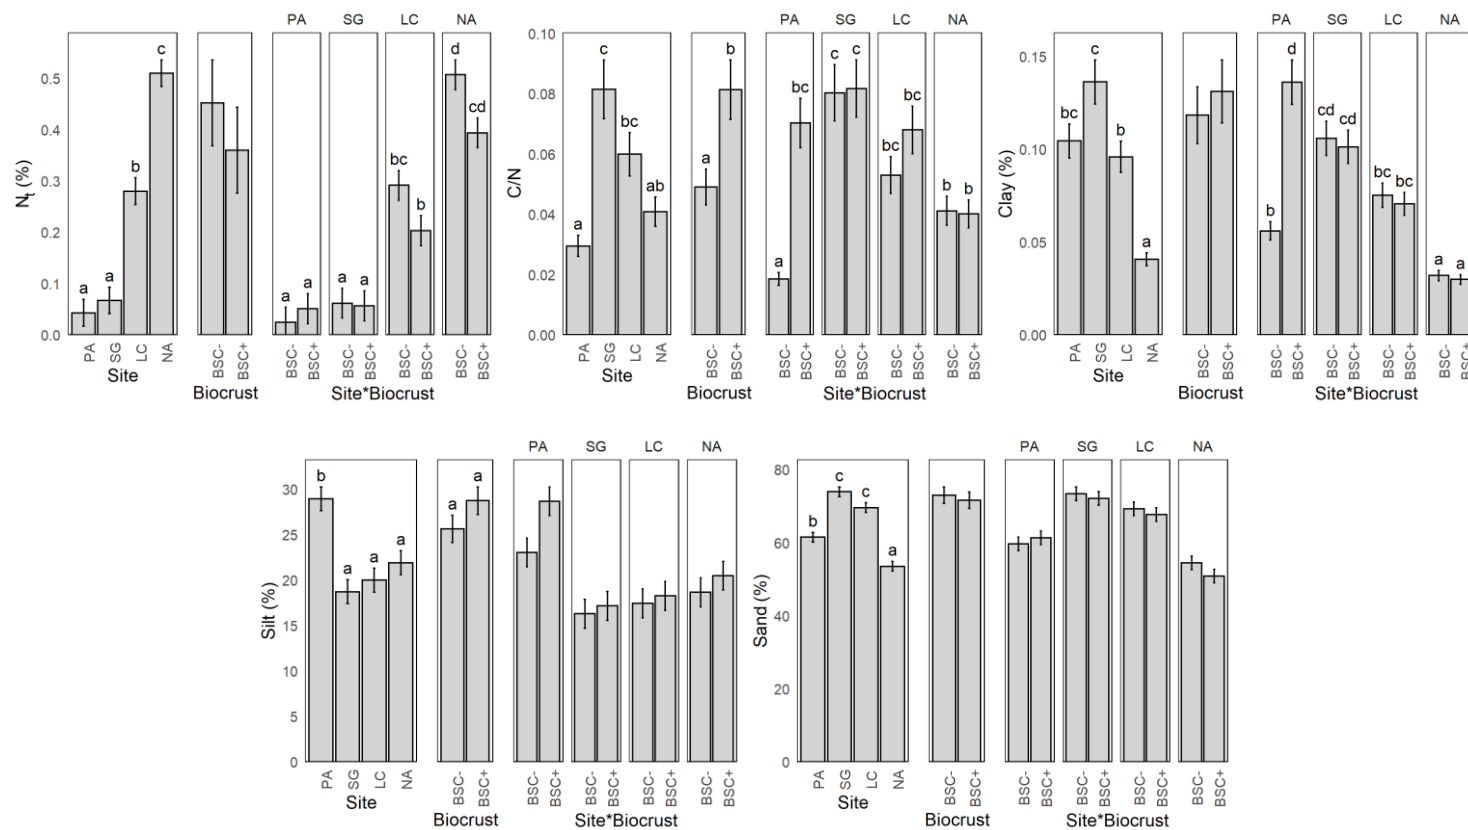 PA SG LC NA
c
d
cd
b
bc
b
a a
a a
a a
0.5
0.4
0.3
0.2
0.1
0.0
Nt (%)
PA SG LC NA
Site
BSC- BSC+
Biocrust
BSC- BSC+ BSC- BSC+ BSC- BSC+ BSC- BSC+
Site*Biocrust
PA SG LC NA
0.10
0.08
0.06
0.04
0.02
0.00
C/N
a c bc ab
a b
a bc c c bc bc b b
PA SG LC NA
Site
BSC- BSC+
Biocrust
BSC- BSC+ BSC- BSC+ BSC- BSC+ BSC- BSC+
Site*Biocrust
PA SG LC NA
0.15
0.10
0.05
0.00
Clay (%)
bc c b a
b d cd cd bc bc a a
PA SG LC NA
Site
BSC- BSC+
Biocrust
BSC- BSC+ BSC- BSC+ BSC- BSC+ BSC- BSC+
Site*Biocrust
PA SG LC NA
30
25
20
15
10
5
0
Silt (%)
b a a a
a a
PA SG LC NA
Site
BSC- BSC+
Biocrust
BSC- BSC+ BSC- BSC+ BSC- BSC+ BSC- BSC+
Site*Biocrust
PA SG LC NA
80
60
40
20
0
Sand (%)
b c c a
PA SG LC NA
Site
BSC- BSC+
Biocrust
BSC- BSC+ BSC- BSC+ BSC- BSC+ BSC- BSC+
Site*Biocrust